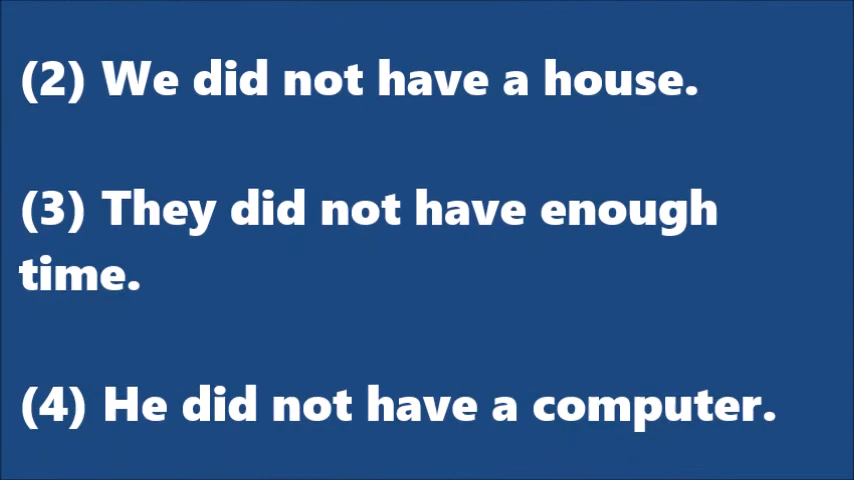 (2) We did not have a house.
(3) They did not have enough
time.
(4) He did not have a computer.